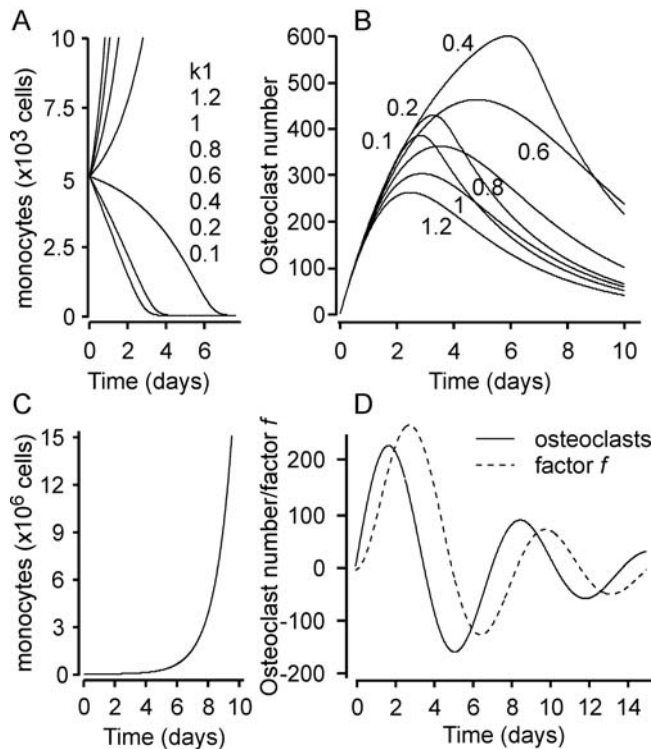 A
monocytes (x10³ cells)
10
5
0
0 2 4 6
Time (days)
k1
1.2
1
0.8
0.6
0.4
0.2
0.1
B
Osteoclast number
600
500
400
300
200
100
0
0 2 4 6 8 10
Time (days)
0.4
0.2
0.1
0.6
0.8
1
1.2
C
monocytes (x10⁶ cells)
15
12
9
6
3
0
0 2 4 6 8 10
Time (days)
D
Osteoclast number/factor f
200
100
0
-100
-200
0 2 4 6 8 10 12 14
Time (days)
osteoclasts
factor f